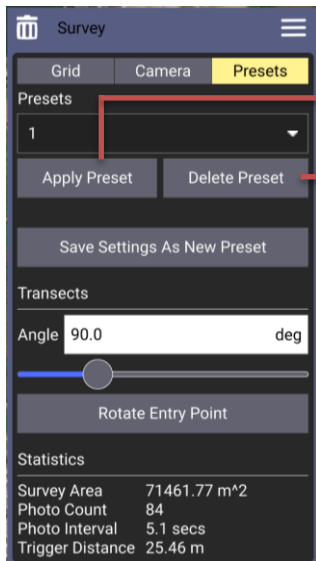 Survey
Grid Camera Presets
Presets
1
Apply Preset Delete Preset
Save Settings As New Preset
Transects
Angle 90.0 deg
Rotate Entry Point
Statistics
Survey Area 71461.77 m^2
Photo Count 84
Photo Interval 5.1 secs
Trigger Distance 25.46 m